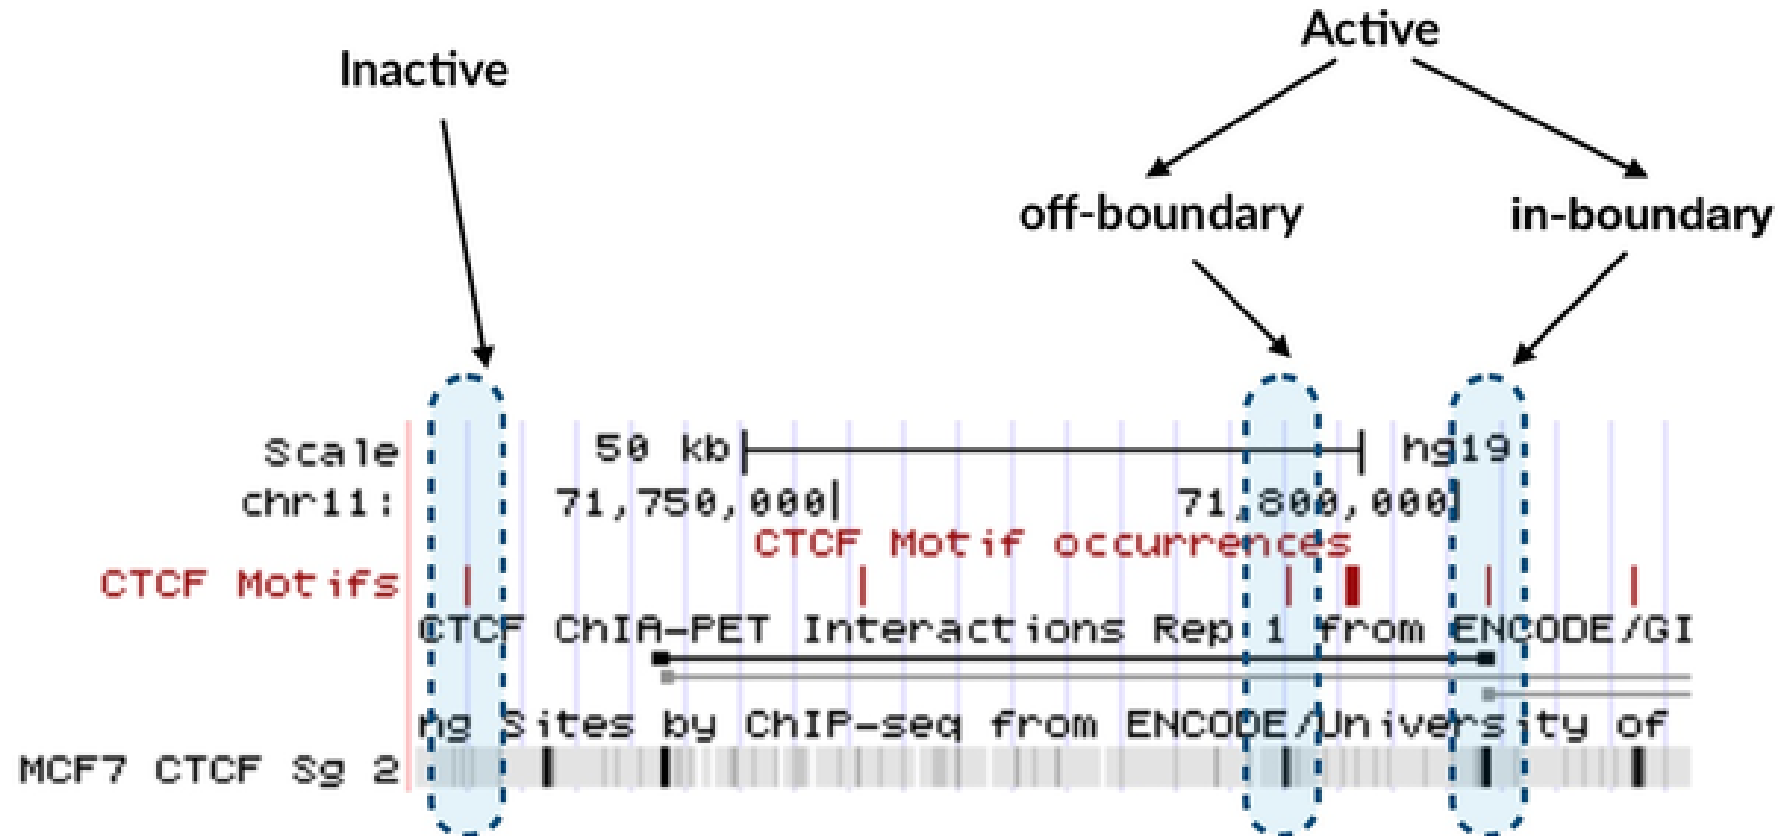 Active
Inactive
off-boundary in-boundary
Scale 50 kb hg19
chr11: 71,750,000| 71,800,000|
CTCF Motif occurrences
CTCF Motifs
CTCF ChIA-PET Interactions Rep 1 from ENCODE/GI
ng Sites by ChIP-seq from ENCODE/University of
MCF7 CTCF Sg 2